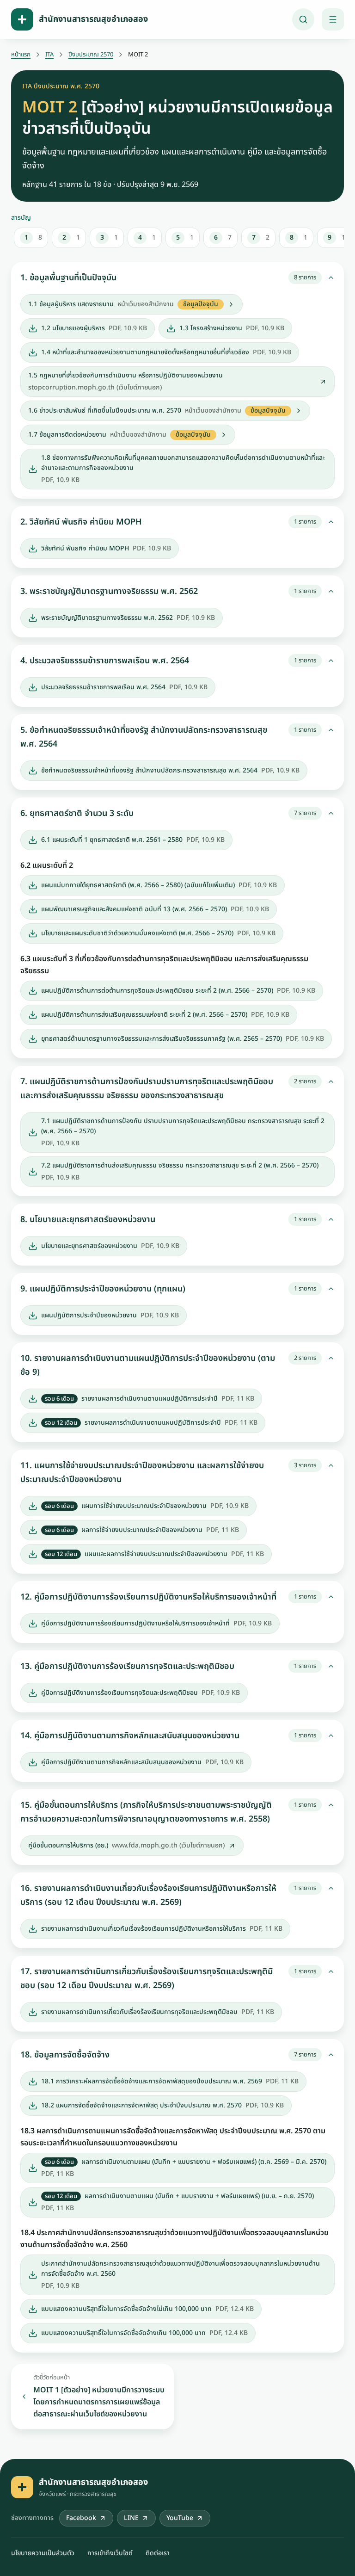 สำนักงานสาธารณสุขอำเภอสอง
หน้าแรก > ITA > ปีงบประมาณ 2570 > MOIT 2
ITA ปีงบประมาณ พ.ศ. 2570
MOIT 2 [ตัวอย่าง] หน่วยงานมีการเปิดเผยข้อมูล
ข่าวสารที่เป็นปัจจุบัน
ข้อมูลพื้นฐาน กฎหมายและแผนที่เกี่ยวข้อง แผนและผลการดำเนินงาน คู่มือ และข้อมูลการจัดซื้อ
จัดจ้าง
หลักฐาน 41 รายการ ใน 18 ข้อ · ปรับปรุงล่าสุด 9 พ.ย. 2569
สารบัญ
1 8 2 1 3 1 4 1 5 1 6 7 7 2 8 1 9 1
1. ข้อมูลพื้นฐานที่เป็นปัจจุบัน 8 รายการ
1.1 ข้อมูลผู้บริหาร แสดงรายนาม หน้าเว็บของสำนักงาน ข้อมูลปัจจุบัน
1.2 นโยบายของผู้บริหาร PDF, 10.9 KB 1.3 โครงสร้างหน่วยงาน PDF, 10.9 KB
1.4 หน้าที่และอำนาจของหน่วยงานตามกฎหมายจัดตั้งหรือกฎหมายอื่นที่เกี่ยวข้อง PDF, 10.9 KB
1.5 กฎหมายที่เกี่ยวข้องกับการดำเนินงาน หรือการปฏิบัติงานของหน่วยงาน
stopcorruption.moph.go.th (เว็บไซต์ภายนอก)
1.6 ข่าวประชาสัมพันธ์ ที่เกิดขึ้นในปีงบประมาณ พ.ศ. 2570 หน้าเว็บของสำนักงาน ข้อมูลปัจจุบัน
1.7 ข้อมูลการติดต่อหน่วยงาน หน้าเว็บของสำนักงาน ข้อมูลปัจจุบัน
1.8 ช่องทางการรับฟังความคิดเห็นที่บุคคลภายนอกสามารถแสดงความคิดเห็นต่อการดำเนินงานตามหน้าที่และ
อำนาจและตามภารกิจของหน่วยงาน
PDF, 10.9 KB
2. วิสัยทัศน์ พันธกิจ ค่านิยม MOPH 1 รายการ
วิสัยทัศน์ พันธกิจ ค่านิยม MOPH PDF, 10.9 KB
3. พระราชบัญญัติมาตรฐานทางจริยธรรม พ.ศ. 2562 1 รายการ
พระราชบัญญัติมาตรฐานทางจริยธรรม พ.ศ. 2562 PDF, 10.9 KB
4. ประมวลจริยธรรมข้าราชการพลเรือน พ.ศ. 2564 1 รายการ
ประมวลจริยธรรมข้าราชการพลเรือน พ.ศ. 2564 PDF, 10.9 KB
5. ข้อกำหนดจริยธรรมเจ้าหน้าที่ของรัฐ สำนักงานปลัดกระทรวงสาธารณสุข 1 รายการ
พ.ศ. 2564
ข้อกำหนดจริยธรรมเจ้าหน้าที่ของรัฐ สำนักงานปลัดกระทรวงสาธารณสุข พ.ศ. 2564 PDF, 10.9 KB
6. ยุทธศาสตร์ชาติ จำนวน 3 ระดับ 7 รายการ
6.1 แผนระดับที่ 1 ยุทธศาสตร์ชาติ พ.ศ. 2561 – 2580 PDF, 10.9 KB
6.2 แผนระดับที่ 2
แผนแม่บทภายใต้ยุทธศาสตร์ชาติ (พ.ศ. 2566 – 2580) (ฉบับแก้ไขเพิ่มเติม) PDF, 10.9 KB
แผนพัฒนาเศรษฐกิจและสังคมแห่งชาติ ฉบับที่ 13 (พ.ศ. 2566 – 2570) PDF, 10.9 KB
นโยบายและแผนระดับชาติว่าด้วยความมั่นคงแห่งชาติ (พ.ศ. 2566 – 2570) PDF, 10.9 KB
6.3 แผนระดับที่ 3 ที่เกี่ยวข้องกับการต่อต้านการทุจริตและประพฤติมิชอบ และการส่งเสริมคุณธรรม
จริยธรรม
แผนปฏิบัติการด้านการต่อต้านการทุจริตและประพฤติมิชอบ ระยะที่ 2 (พ.ศ. 2566 – 2570) PDF, 10.9 KB
แผนปฏิบัติการด้านการส่งเสริมคุณธรรมแห่งชาติ ระยะที่ 2 (พ.ศ. 2566 – 2570) PDF, 10.9 KB
ยุทธศาสตร์ด้านมาตรฐานทางจริยธรรมและการส่งเสริมจริยธรรมภาครัฐ (พ.ศ. 2565 – 2570) PDF, 10.9 KB
7. แผนปฏิบัติราชการด้านการป้องกันปราบปรามการทุจริตและประพฤติมิชอบ 2 รายการ
และการส่งเสริมคุณธรรม จริยธรรม ของกระทรวงสาธารณสุข
7.1 แผนปฏิบัติราชการด้านการป้องกัน ปราบปรามการทุจริตและประพฤติมิชอบ กระทรวงสาธารณสุข ระยะที่ 2
(พ.ศ. 2566 – 2570)
PDF, 10.9 KB
7.2 แผนปฏิบัติราชการด้านส่งเสริมคุณธรรม จริยธรรม กระทรวงสาธารณสุข ระยะที่ 2 (พ.ศ. 2566 – 2570)
PDF, 10.9 KB
8. นโยบายและยุทธศาสตร์ของหน่วยงาน 1 รายการ
นโยบายและยุทธศาสตร์ของหน่วยงาน PDF, 10.9 KB
9. แผนปฏิบัติการประจำปีของหน่วยงาน (ทุกแผน) 1 รายการ
แผนปฏิบัติการประจำปีของหน่วยงาน PDF, 10.9 KB
10. รายงานผลการดำเนินงานตามแผนปฏิบัติการประจำปีของหน่วยงาน (ตาม 2 รายการ
ข้อ 9)
รอบ 6 เดือน รายงานผลการดำเนินงานตามแผนปฏิบัติการประจำปี PDF, 11 KB
รอบ 12 เดือน รายงานผลการดำเนินงานตามแผนปฏิบัติการประจำปี PDF, 11 KB
11. แผนการใช้จ่ายงบประมาณประจำปีของหน่วยงาน และผลการใช้จ่ายงบ 3 รายการ
ประมาณประจำปีของหน่วยงาน
รอบ 6 เดือน แผนการใช้จ่ายงบประมาณประจำปีของหน่วยงาน PDF, 10.9 KB
รอบ 6 เดือน ผลการใช้จ่ายงบประมาณประจำปีของหน่วยงาน PDF, 11 KB
รอบ 12 เดือน แผนและผลการใช้จ่ายงบประมาณประจำปีของหน่วยงาน PDF, 11 KB
12. คู่มือการปฏิบัติงานการร้องเรียนการปฏิบัติงานหรือให้บริการของเจ้าหน้าที่ 1 รายการ
คู่มือการปฏิบัติงานการร้องเรียนการปฏิบัติงานหรือให้บริการของเจ้าหน้าที่ PDF, 10.9 KB
13. คู่มือการปฏิบัติงานการร้องเรียนการทุจริตและประพฤติมิชอบ 1 รายการ
คู่มือการปฏิบัติงานการร้องเรียนการทุจริตและประพฤติมิชอบ PDF, 10.9 KB
14. คู่มือการปฏิบัติงานตามภารกิจหลักและสนับสนุนของหน่วยงาน 1 รายการ
คู่มือการปฏิบัติงานตามภารกิจหลักและสนับสนุนของหน่วยงาน PDF, 10.9 KB
15. คู่มือขั้นตอนการให้บริการ (ภารกิจให้บริการประชาชนตามพระราชบัญญัติ 1 รายการ
การอำนวยความสะดวกในการพิจารณาอนุญาตของทางราชการ พ.ศ. 2558)
คู่มือขั้นตอนการให้บริการ (อย.) www.fda.moph.go.th (เว็บไซต์ภายนอก)
16. รายงานผลการดำเนินงานเกี่ยวกับเรื่องร้องเรียนการปฏิบัติงานหรือการให้ 1 รายการ
บริการ (รอบ 12 เดือน ปีงบประมาณ พ.ศ. 2569)
รายงานผลการดำเนินงานเกี่ยวกับเรื่องร้องเรียนการปฏิบัติงานหรือการให้บริการ PDF, 11 KB
17. รายงานผลการดำเนินการเกี่ยวกับเรื่องร้องเรียนการทุจริตและประพฤติมิ 1 รายการ
ชอบ (รอบ 12 เดือน ปีงบประมาณ พ.ศ. 2569)
รายงานผลการดำเนินการเกี่ยวกับเรื่องร้องเรียนการทุจริตและประพฤติมิชอบ PDF, 11 KB
18. ข้อมูลการจัดซื้อจัดจ้าง 7 รายการ
18.1 การวิเคราะห์ผลการจัดซื้อจัดจ้างและการจัดหาพัสดุของปีงบประมาณ พ.ศ. 2569 PDF, 11 KB
18.2 แผนการจัดซื้อจัดจ้างและการจัดหาพัสดุ ประจำปีงบประมาณ พ.ศ. 2570 PDF, 10.9 KB
18.3 ผลการดำเนินการตามแผนการจัดซื้อจัดจ้างและการจัดหาพัสดุ ประจำปีงบประมาณ พ.ศ. 2570 ตาม
รอบระยะเวลาที่กำหนดในกรอบแนวทางของหน่วยงาน
รอบ 6 เดือน ผลการดำเนินงานตามแผน (บันทึก + แบบรายงาน + ฟอร์มเผยแพร่) (ต.ค. 2569 – มี.ค. 2570)
PDF, 11 KB
รอบ 12 เดือน ผลการดำเนินงานตามแผน (บันทึก + แบบรายงาน + ฟอร์มเผยแพร่) (เม.ย. – ก.ย. 2570)
PDF, 11 KB
18.4 ประกาศสำนักงานปลัดกระทรวงสาธารณสุขว่าด้วยแนวทางปฏิบัติงานเพื่อตรวจสอบบุคลากรในหน่วย
งานด้านการจัดซื้อจัดจ้าง พ.ศ. 2560
ประกาศสำนักงานปลัดกระทรวงสาธารณสุขว่าด้วยแนวทางปฏิบัติงานเพื่อตรวจสอบบุคลากรในหน่วยงานด้าน
การจัดซื้อจัดจ้าง พ.ศ. 2560
PDF, 10.9 KB
แบบแสดงความบริสุทธิ์ใจในการจัดซื้อจัดจ้างไม่เกิน 100,000 บาท PDF, 12.4 KB
แบบแสดงความบริสุทธิ์ใจในการจัดซื้อจัดจ้างเกิน 100,000 บาท PDF, 12.4 KB
ตัวชี้วัดก่อนหน้า
MOIT 1 [ตัวอย่าง] หน่วยงานมีการวางระบบ
โดยการกำหนดมาตรการการเผยแพร่ข้อมูล
ต่อสาธารณะผ่านเว็บไซต์ของหน่วยงาน
สำนักงานสาธารณสุขอำเภอสอง
จังหวัดแพร่ · กระทรวงสาธารณสุข
ช่องทางทางการ Facebook LINE YouTube
นโยบายความเป็นส่วนตัว การเข้าถึงเว็บไซต์ ติดต่อเรา